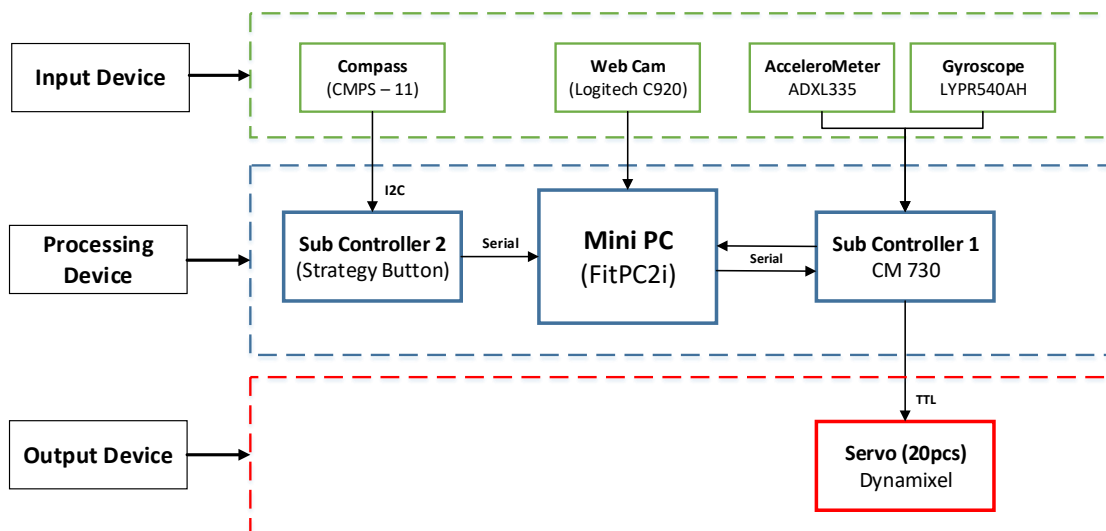 Input Device
Compass
(CMPS – 11)
Web Cam
(Logitech C920)
AcceleroMeter
ADXL335
Gyroscope
LYPR540AH
I2C
Processing
Device
Sub Controller 2
(Strategy Button)
Serial
Mini PC
(FitPC2i)
Serial
Sub Controller 1
CM 730
TTL
Output Device
Servo (20pcs)
Dynamixel